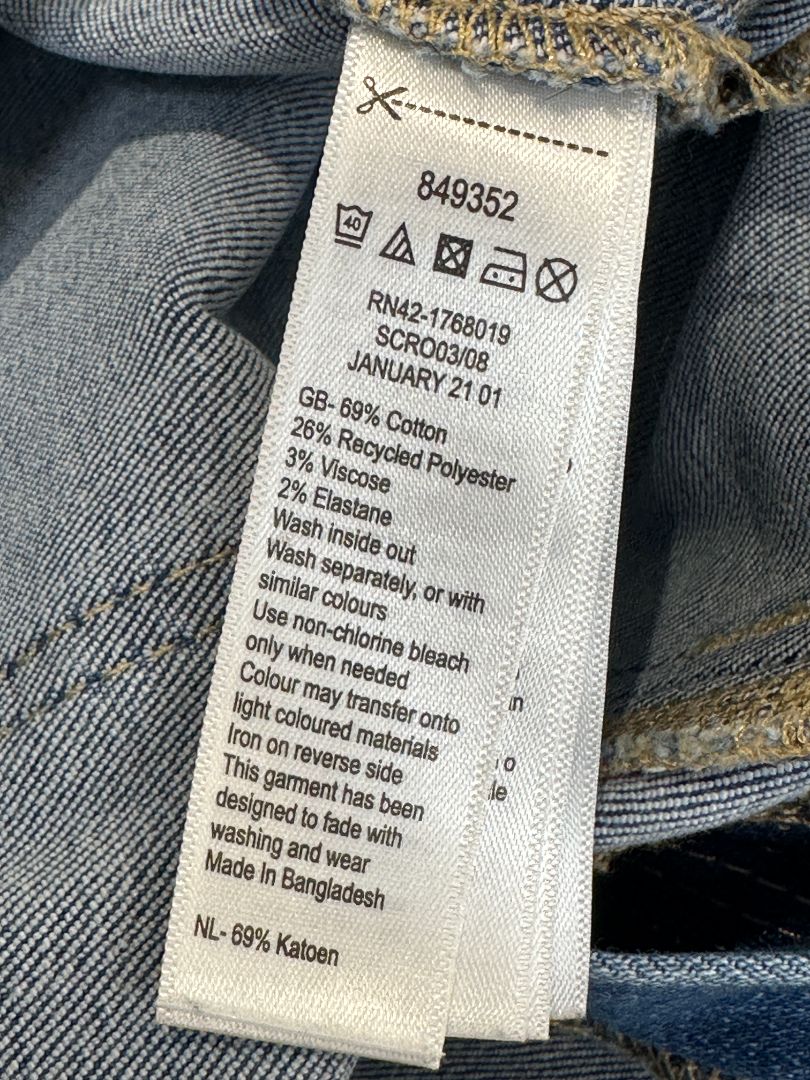 849352
40
RN42-1768019
SCRO03/08
JANUARY 21 01
GB- 69% Cotton
26% Recycled Polyester
3% Viscose
2% Elastane
Wash inside out
Wash separately, or with
similar colours
Use non-chlorine bleach
only when needed
Colour may transfer onto
light coloured materials
Iron on reverse side
This garment has been
designed to fade with
washing and wear
Made In Bangladesh
NL- 69% Katoen